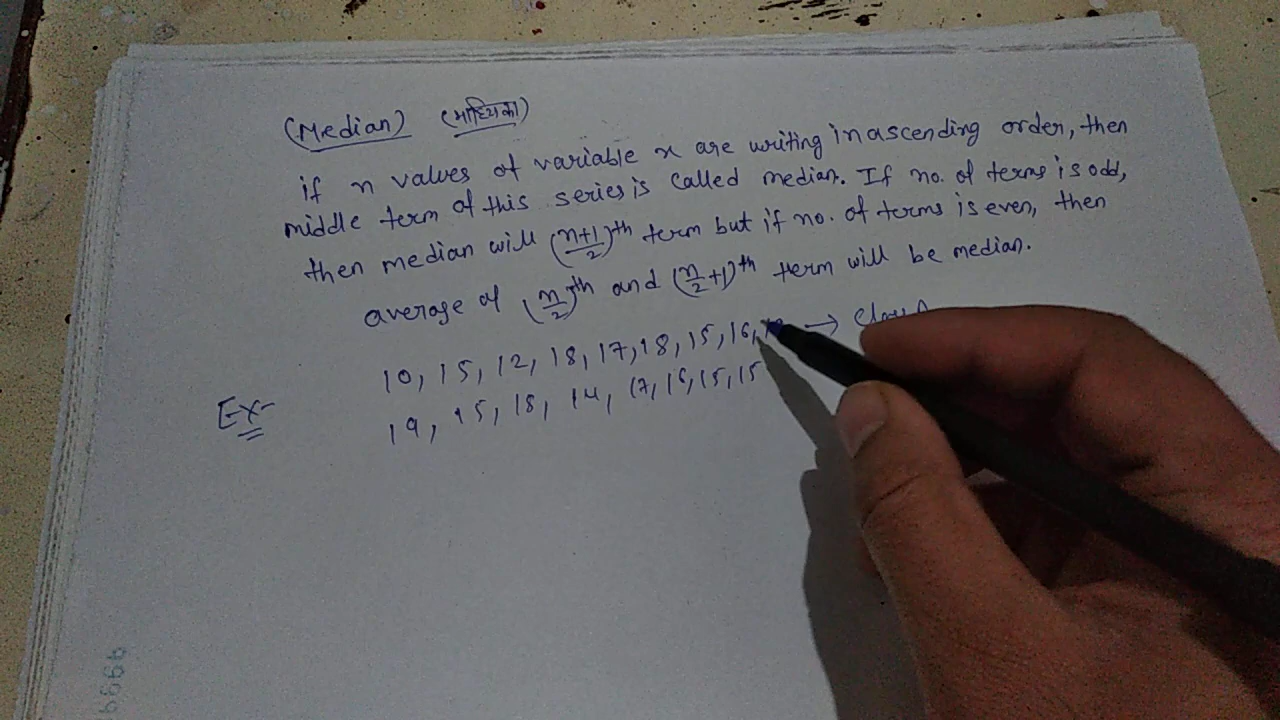 (Median) (माध्यिका)
if n values of variable x are writing in ascending order, then
middle term of this series is called median. If no. of terms is odd,
then median will (n+1/2)th term but if no. of terms is even, then
average of (n/2)th and (n/2+1)th term will be median.
10, 15, 12, 18, 17, 18, 15, 16, →
Ex- 19, 15, 18, 14, 17, 16, 15, 15
9999